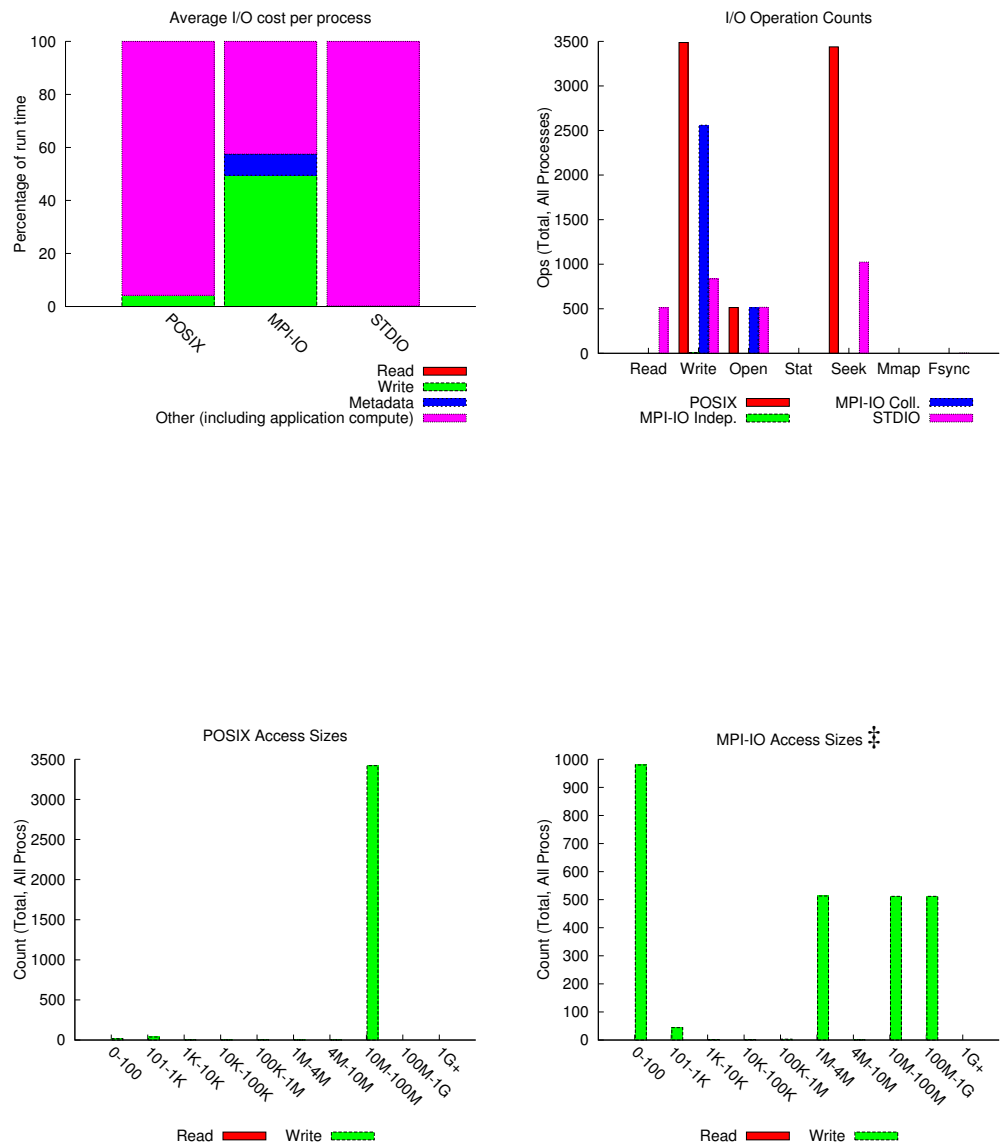 Average I/O cost per process
Percentage of run time
100
80
60
40
20
0
POSIX
MPI-IO
STDIO
Read
Write
Metadata
Other (including application compute)
I/O Operation Counts
Ops (Total, All Processes)
3500
3000
2500
2000
1500
1000
500
0
Read Write Open Stat Seek Mmap Fsync
POSIX MPI-IO Coll.
MPI-IO Indep. STDIO
POSIX Access Sizes
Count (Total, All Procs)
3500
3000
2500
2000
1500
1000
500
0
0-100
101-1K
1K-10K
10K-100K
100K-1M
1M-4M
4M-10M
10M-100M
100M-1G
1G+
Read Write
MPI-IO Access Sizes ‡
Count (Total, All Procs)
1000
900
800
700
600
500
400
300
200
100
0
0-100
101-1K
1K-10K
10K-100K
100K-1M
1M-4M
4M-10M
10M-100M
100M-1G
1G+
Read Write